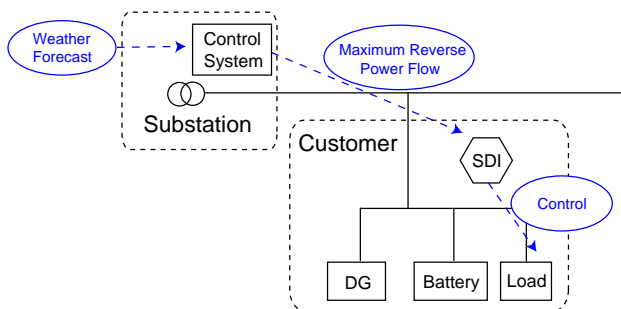 Weather
Forecast
Control
System
Maximum Reverse
Power Flow
Substation
Customer
SDI
Control
DG
Battery
Load